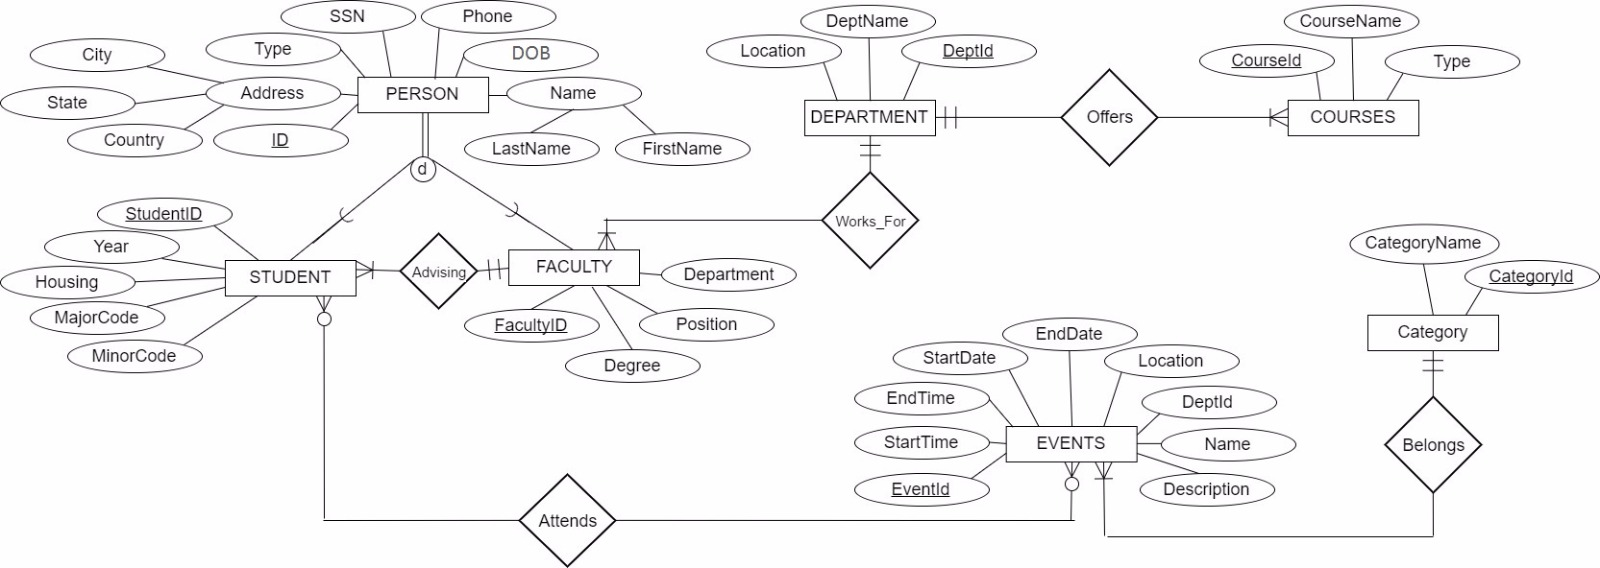 SSN
Phone
City
Type
DOB
State
Address
PERSON
Name
Country
ID
LastName
FirstName
d
DeptName
Location
DeptId
DEPARTMENT
Offers
CourseName
CourseId
Type
COURSES
Works_For
StudentID
Year
Housing
MajorCode
MinorCode
STUDENT
Advising
FACULTY
Department
FacultyID
Position
Degree
CategoryName
CategoryId
Category
Belongs
EndDate
StartDate
Location
EndTime
DeptId
StartTime
EVENTS
Name
EventId
Description
Attends